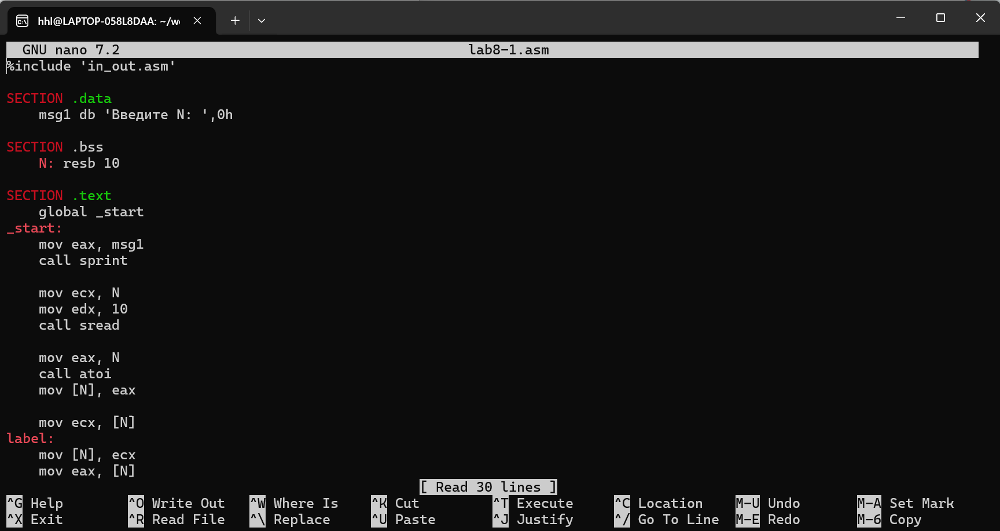 hhl@LAPTOP-058L8DAA: ~/w
GNU nano 7.2 lab8-1.asm
%include 'in_out.asm'
SECTION .data
msg1 db 'Введите N: ',0h
SECTION .bss
N: resb 10
SECTION .text
global _start
_start:
mov eax, msg1
call sprint
mov ecx, N
mov edx, 10
call sread
mov eax, N
call atoi
mov [N], eax
mov ecx, [N]
label:
mov [N], ecx
mov eax, [N]
[ Read 30 lines ]
^G Help ^O Write Out ^W Where Is ^K Cut ^T Execute ^C Location M-U Undo M-A Set Mark
^X Exit ^R Read File ^\ Replace ^U Paste ^J Justify ^/ Go To Line M-E Redo M-6 Copy